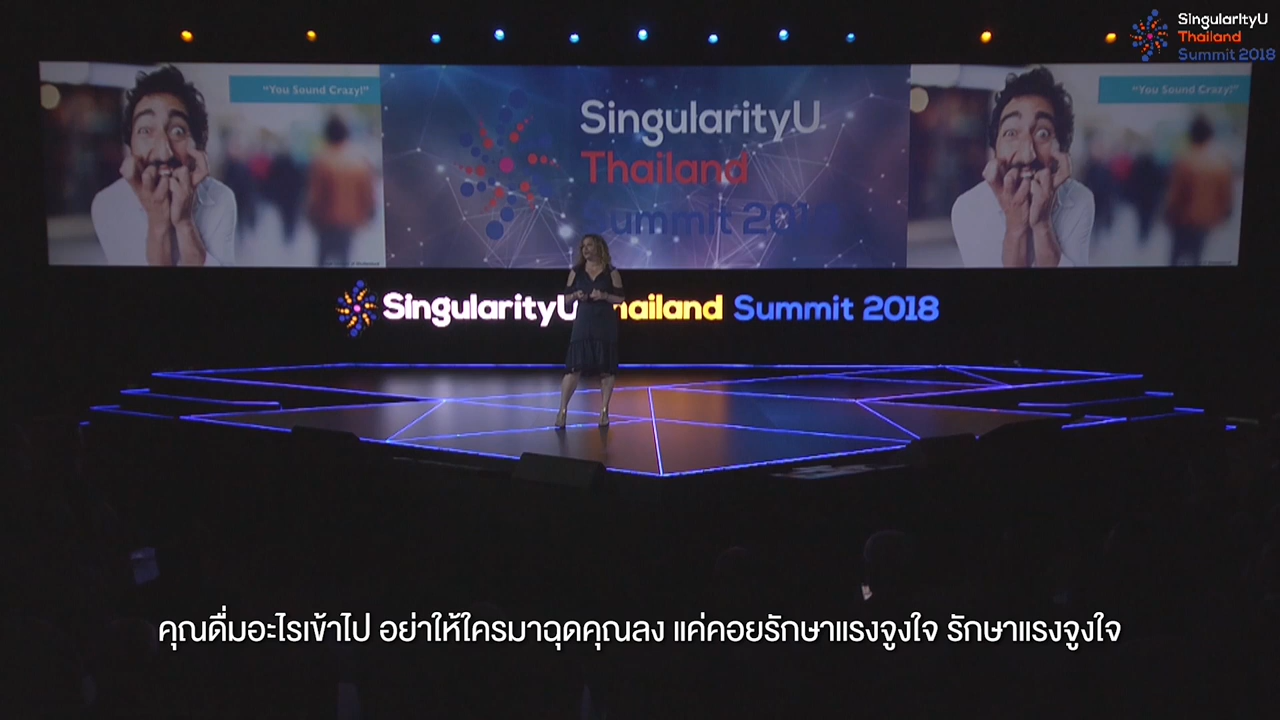 SingularityU
Thailand
Summit 2018
"You Sound Crazy!"
SingularityU
Thailand
Summit 2018
"You Sound Crazy!"
SingularityU Thailand Summit 2018
คุณดื่มอะไรเข้าไป อย่าให้ใครมาฉุดคุณลง แค่คอยรักษาแรงจูงใจ รักษาแรงจูงใจ